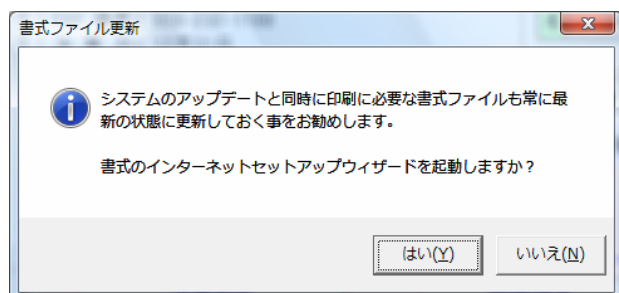 書式ファイル更新
システムのアップデートと同時に印刷に必要な書式ファイルも常に最
新の状態に更新しておく事をお勧めします。
書式のインターネットセットアップウィザードを起動しますか？
はい(Y) いいえ(N)